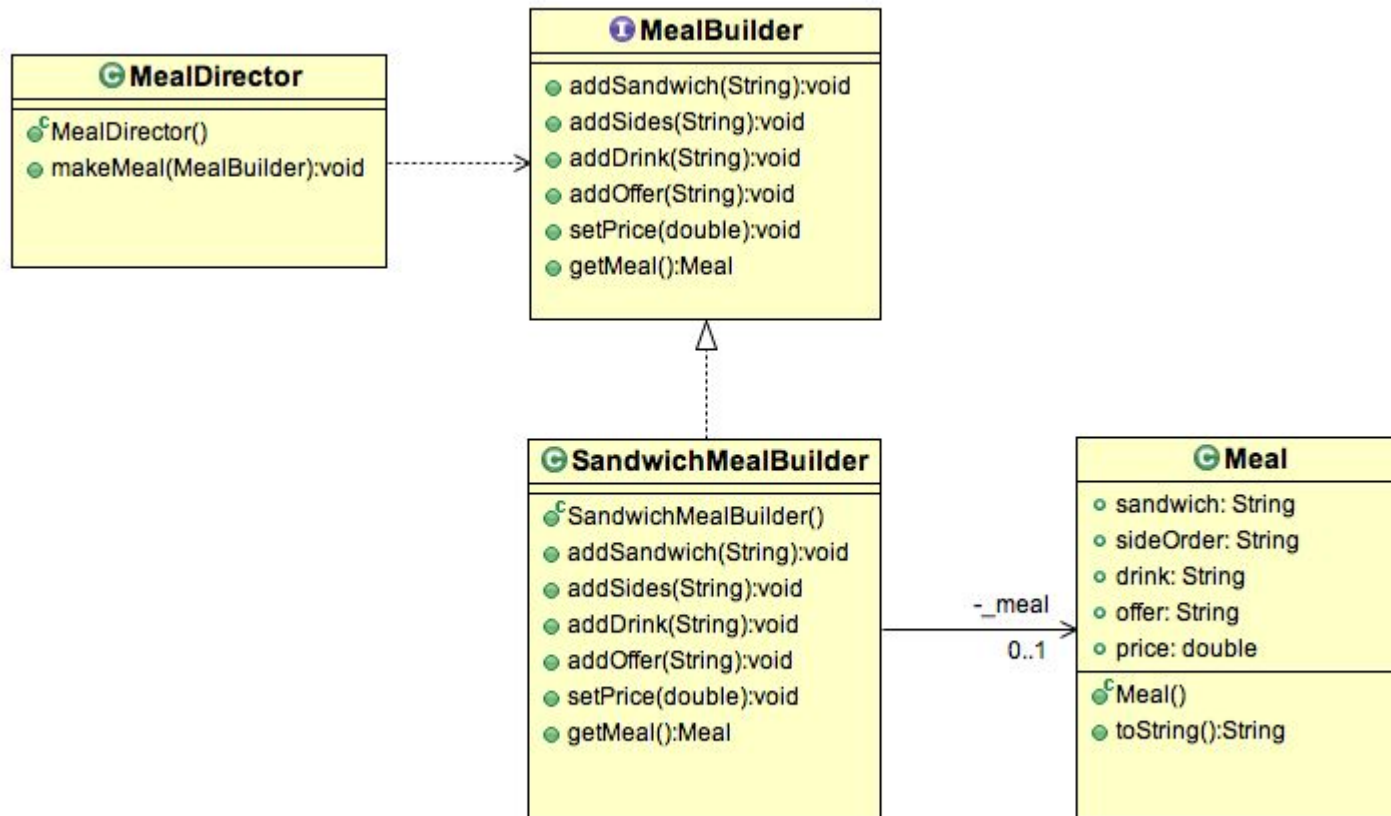 MealDirector
MealDirector()
makeMeal(MealBuilder):void
MealBuilder
addSandwich(String):void
addSides(String):void
addDrink(String):void
addOffer(String):void
setPrice(double):void
getMeal():Meal
SandwichMealBuilder
SandwichMealBuilder()
addSandwich(String):void
addSides(String):void
addDrink(String):void
addOffer(String):void
setPrice(double):void
getMeal():Meal
-_meal
0..1
Meal
sandwich: String
sideOrder: String
drink: String
offer: String
price: double
Meal()
toString():String